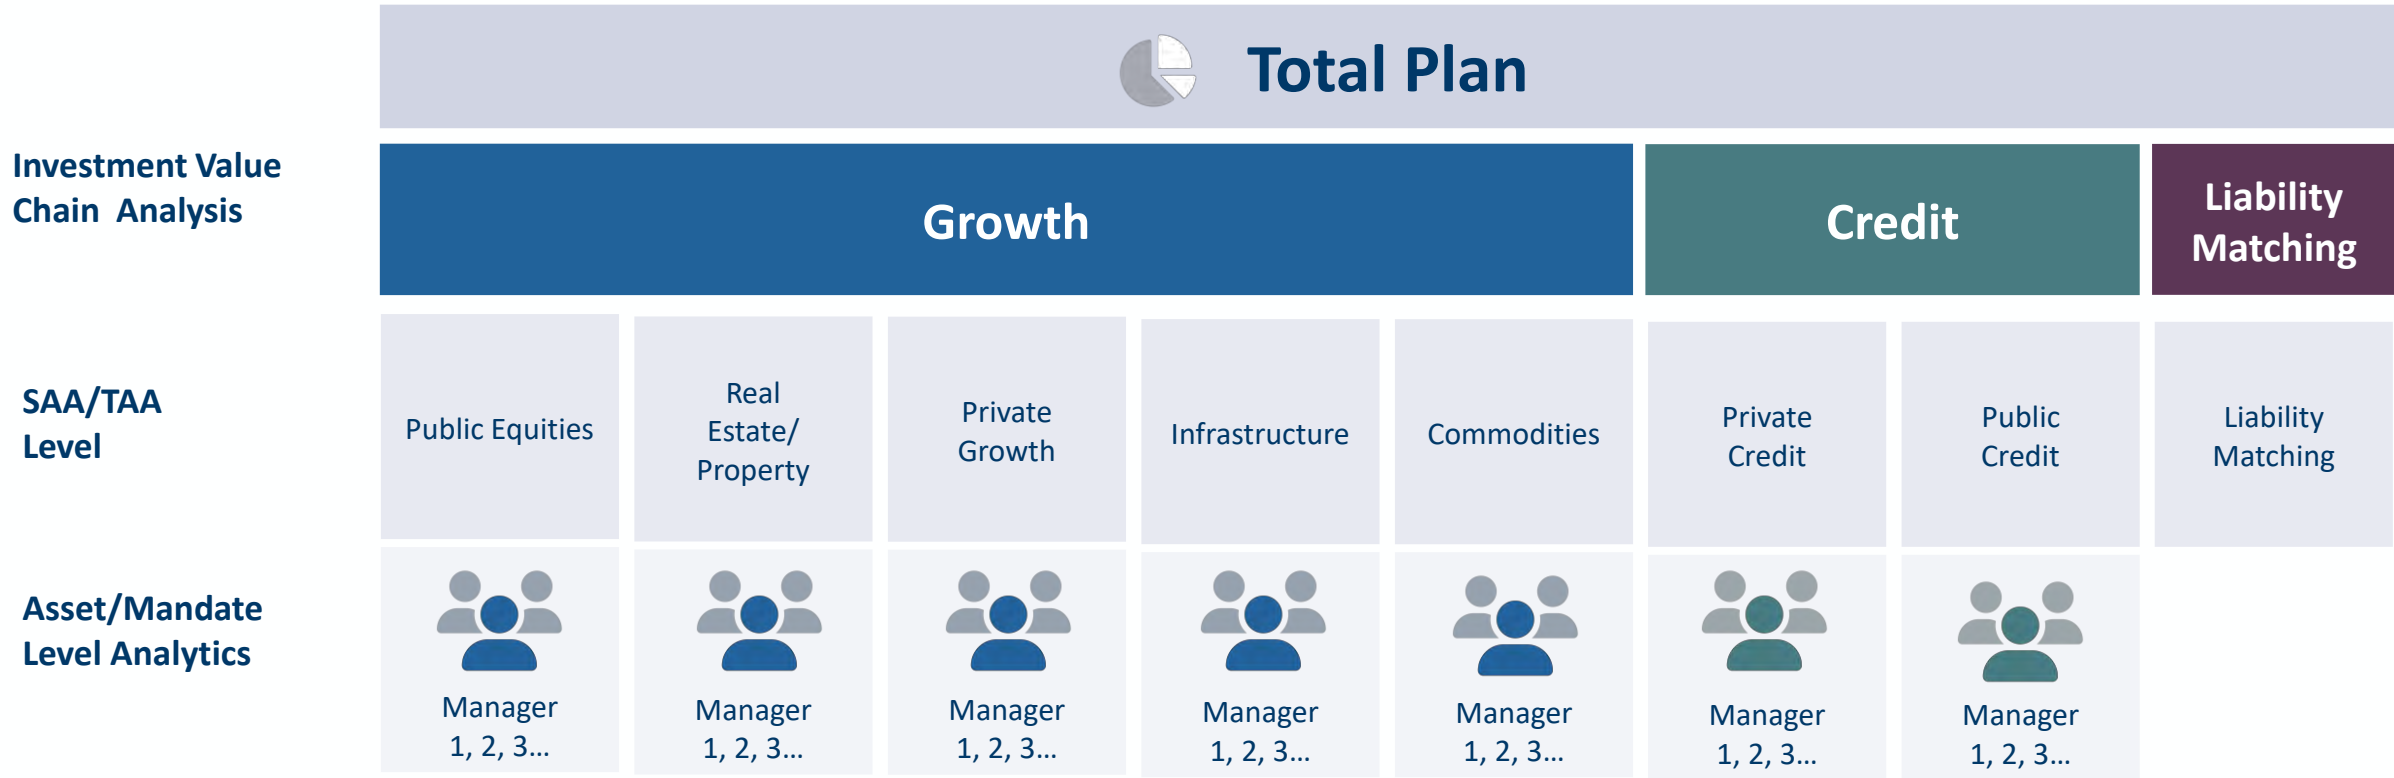 Total Plan
Investment Value
Chain  Analysis
Growth
Credit
Liability
Matching
SAA/TAA
Level
Public Equities
Real
Estate/
Property
Private
Growth
Infrastructure
Commodities
Private
Credit
Public
Credit
Liability
Matching
Asset/Mandate
Level Analytics
Manager
1, 2, 3...
Manager
1, 2, 3...
Manager
1, 2, 3...
Manager
1, 2, 3...
Manager
1, 2, 3...
Manager
1, 2, 3...
Manager
1, 2, 3...